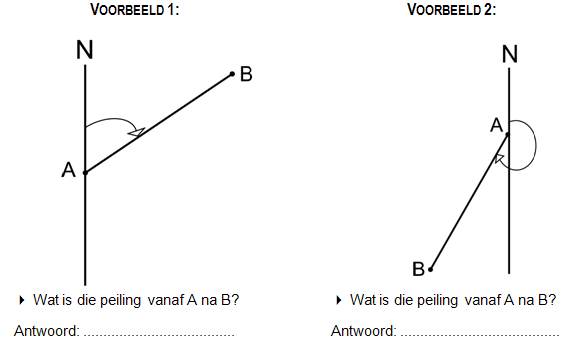 VOORBEELD 1:
N
B
A
▸ Wat is die peiling vanaf A na B?
Antwoord: ....................................
VOORBEELD 2:
N
A
B
▸ Wat is die peiling vanaf A na B?
Antwoord: ....................................